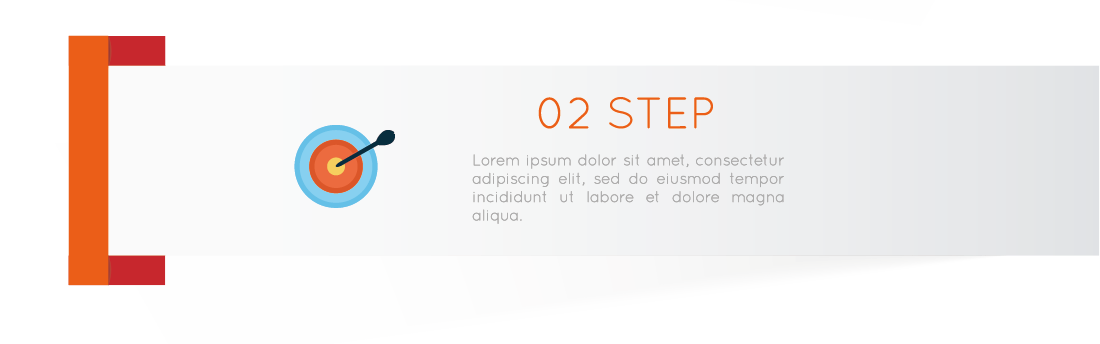 02 STEP
Lorem ipsum dolor sit amet, consectetur
adipiscing elit, sed do eiusmod tempor
incididunt ut labore et dolore magna
aliqua.